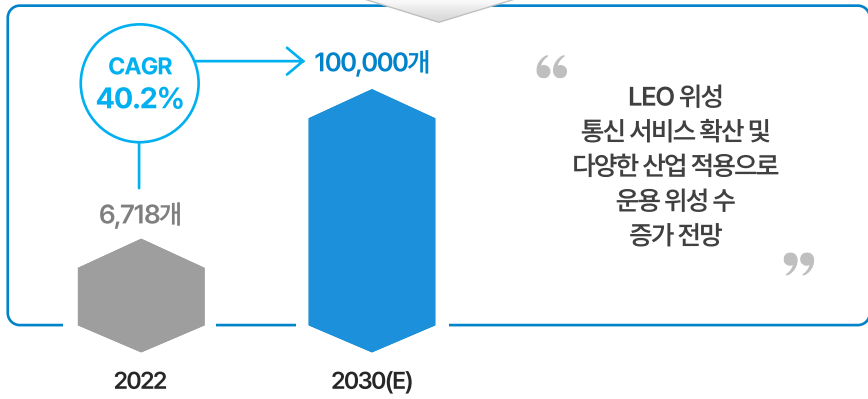 CAGR
40.2%
100,000개
6,718개
2022
2030(E)
“
LEO 위성
통신 서비스 확산 및
다양한 산업 적용으로
운용 위성 수
증가 전망
”